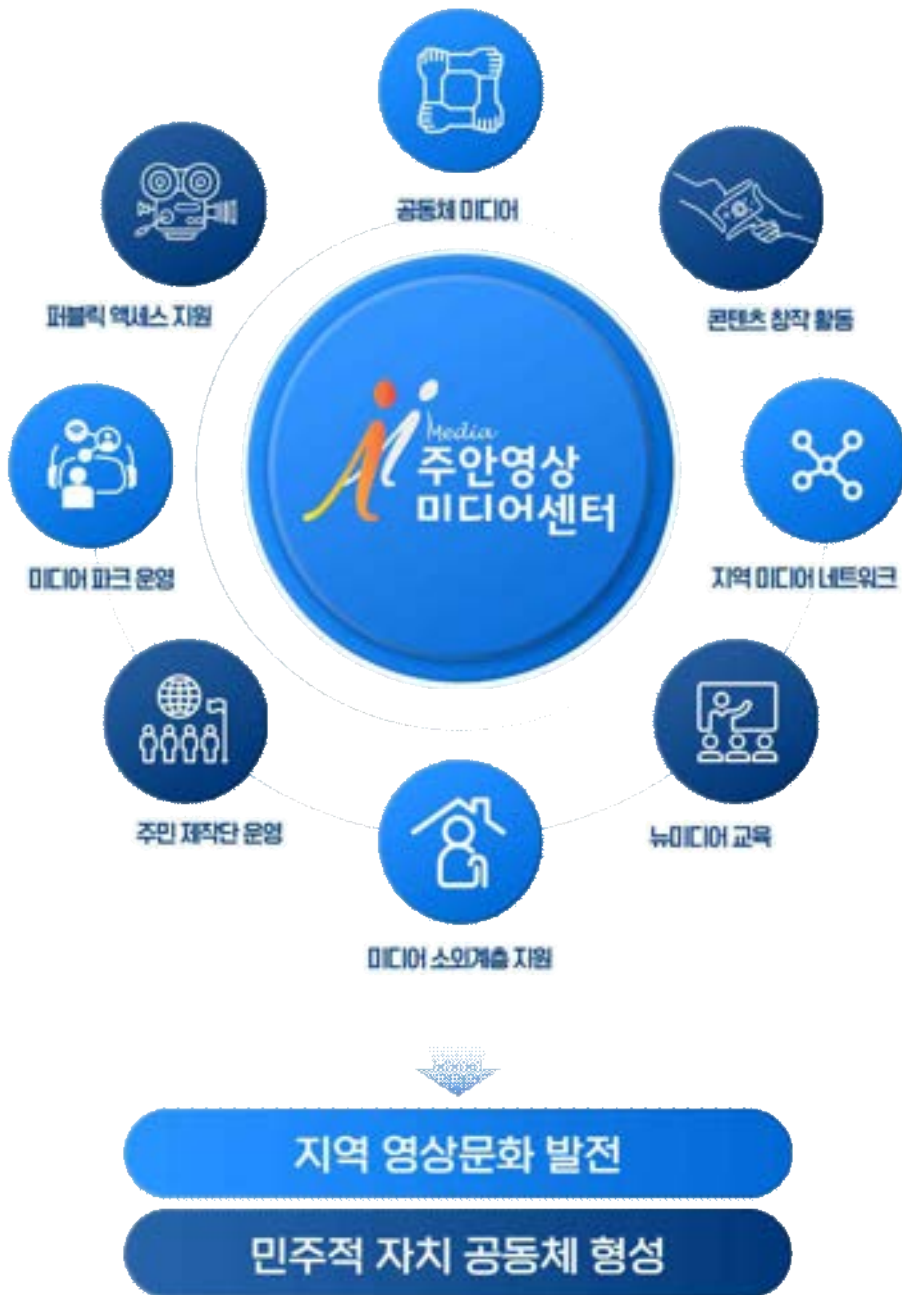 공동체 미디어
퍼블릭 액세스 지원
콘텐츠 창작 활동
Media
주안영상
미디어센터
미디어 파크 운영
지역 미디어 네트워크
주민 제작단 운영
뉴미디어 교육
미디어 소외계층 지원
지역 영상문화 발전
민주적 자치 공동체 형성